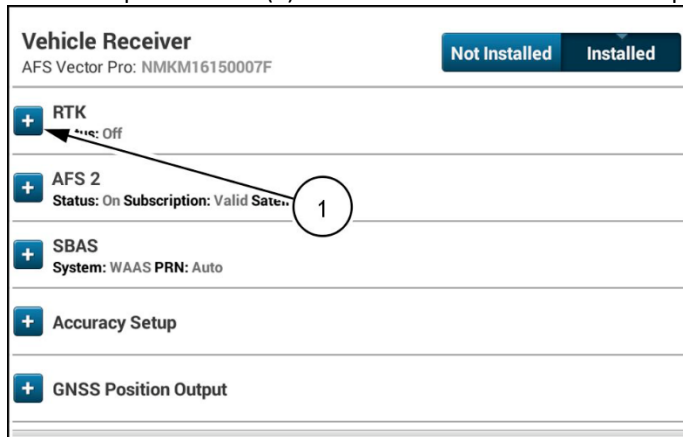 Vehicle Receiver
AFS Vector Pro: NMKM16150007F
Not Installed Installed
+ RTK
Off
+ AFS 2
Status: On Subscription: Valid
+ SBAS
System: WAAS PRN: Auto
+ Accuracy Setup
+ GNSS Position Output
1